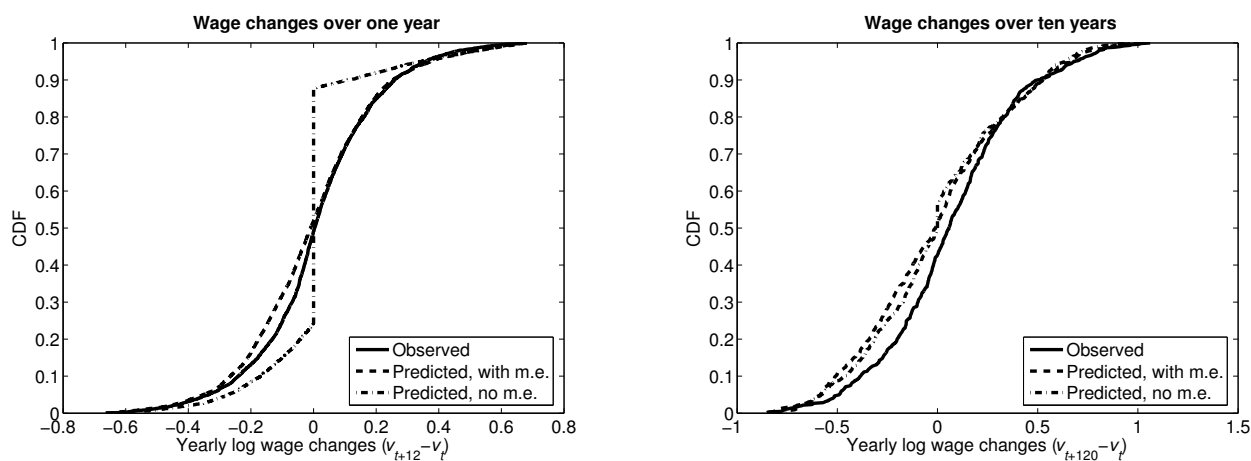 Wage changes over one year
1
0.9
0.8
0.7
0.6
0.5
0.4
0.3
0.2
0.1
0
CDF
Observed
Predicted, with m.e.
Predicted, no m.e.
−0.8 −0.6 −0.4 −0.2 0 0.2 0.4 0.6 0.8
Yearly log wage changes (v_{t+12}−v_t)
Wage changes over ten years
1
0.9
0.8
0.7
0.6
0.5
0.4
0.3
0.2
0.1
0
CDF
Observed
Predicted, with m.e.
Predicted, no m.e.
−1 −0.5 0 0.5 1 1.5
Yearly log wage changes (v_{t+120}−v_t)